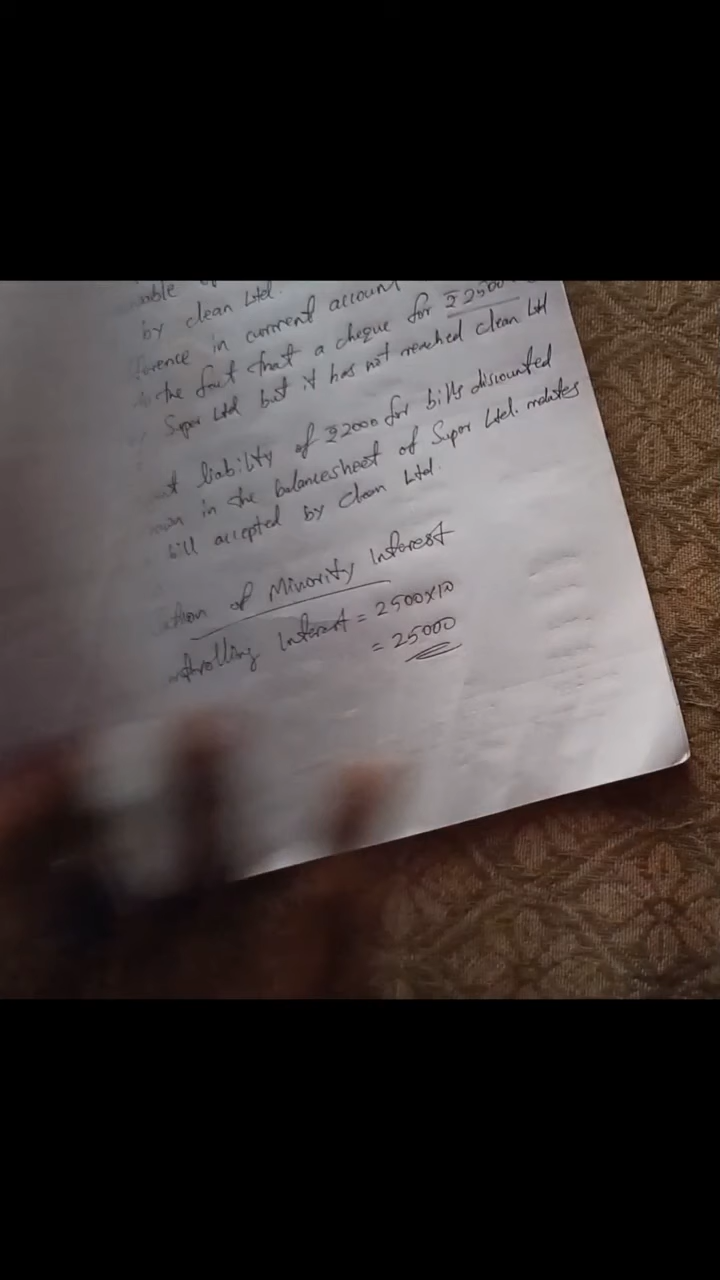 by clean Ltd.
in current account
the fact that a cheque for ₹2500
Super Ltd but it has not reached clean Ltd
liability of ₹2000 for bills discounted
in the balancesheet of Super Ltd. relates
bill accepted by Clean Ltd.
of Minority Interest
Interest = 2500×10
= 25000